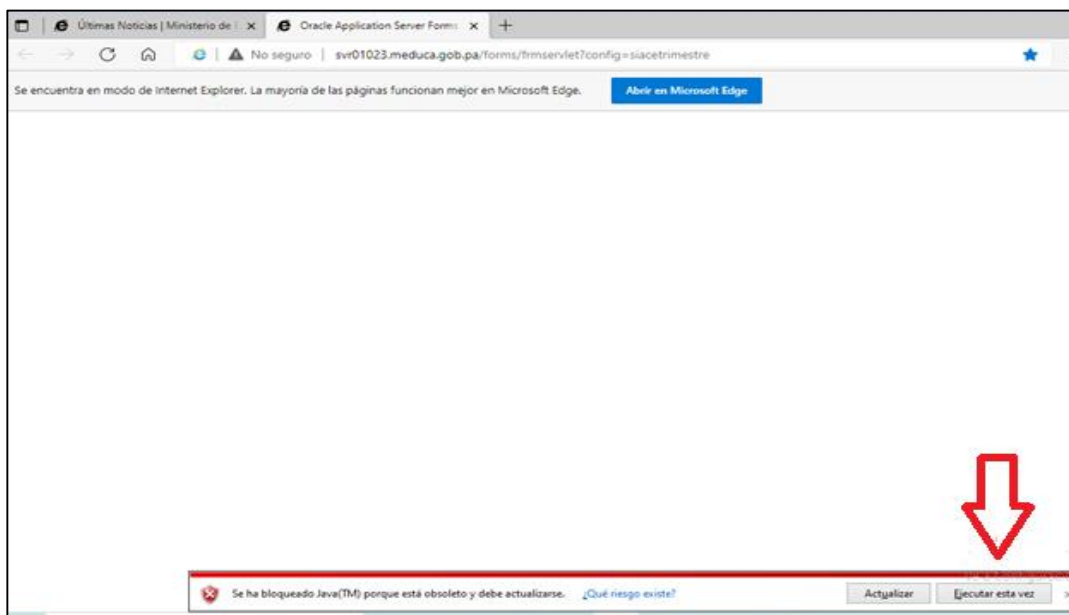 Últimas Noticias | Ministerio de
Oracle Application Server Forms
No seguro | svr01023.meduca.gob.pa/forms/frmservlet?config=siacetrimestre
Se encuentra en modo de Internet Explorer. La mayoría de las páginas funcionan mejor en Microsoft Edge.
Abrir en Microsoft Edge
Se ha bloqueado Java(TM) porque está obsoleto y debe actualizarse.
¿Qué riesgo existe?
Actualizar
Ejecutar esta vez